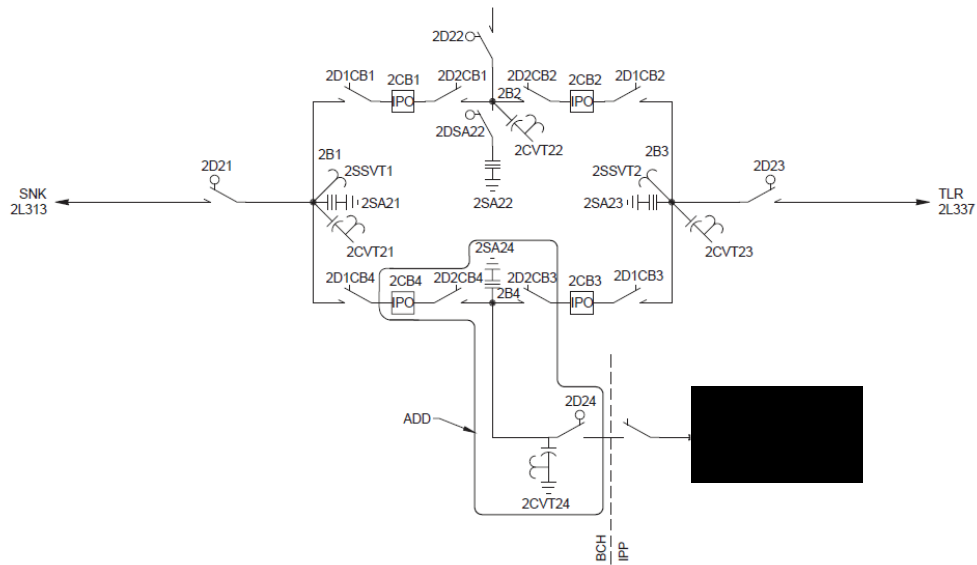 2D22
2D1CB1
2CB1
2D2CB1
2D2CB2
2CB2
2D1CB2
IPO
2B2
IPO
2DSA22
2CVT22
2SA22
2B1
2B3
2D21
2SSVT1
2SSVT2
2D23
SNK
2L313
2SA21
2SA23
TLR
2L337
2CVT21
2CVT23
2SA24
2D1CB4
2CB4
2D2CB4
2D2CB3
2CB3
2D1CB3
IPO
2B4
IPO
2D24
ADD
2CVT24
BCH
IPP